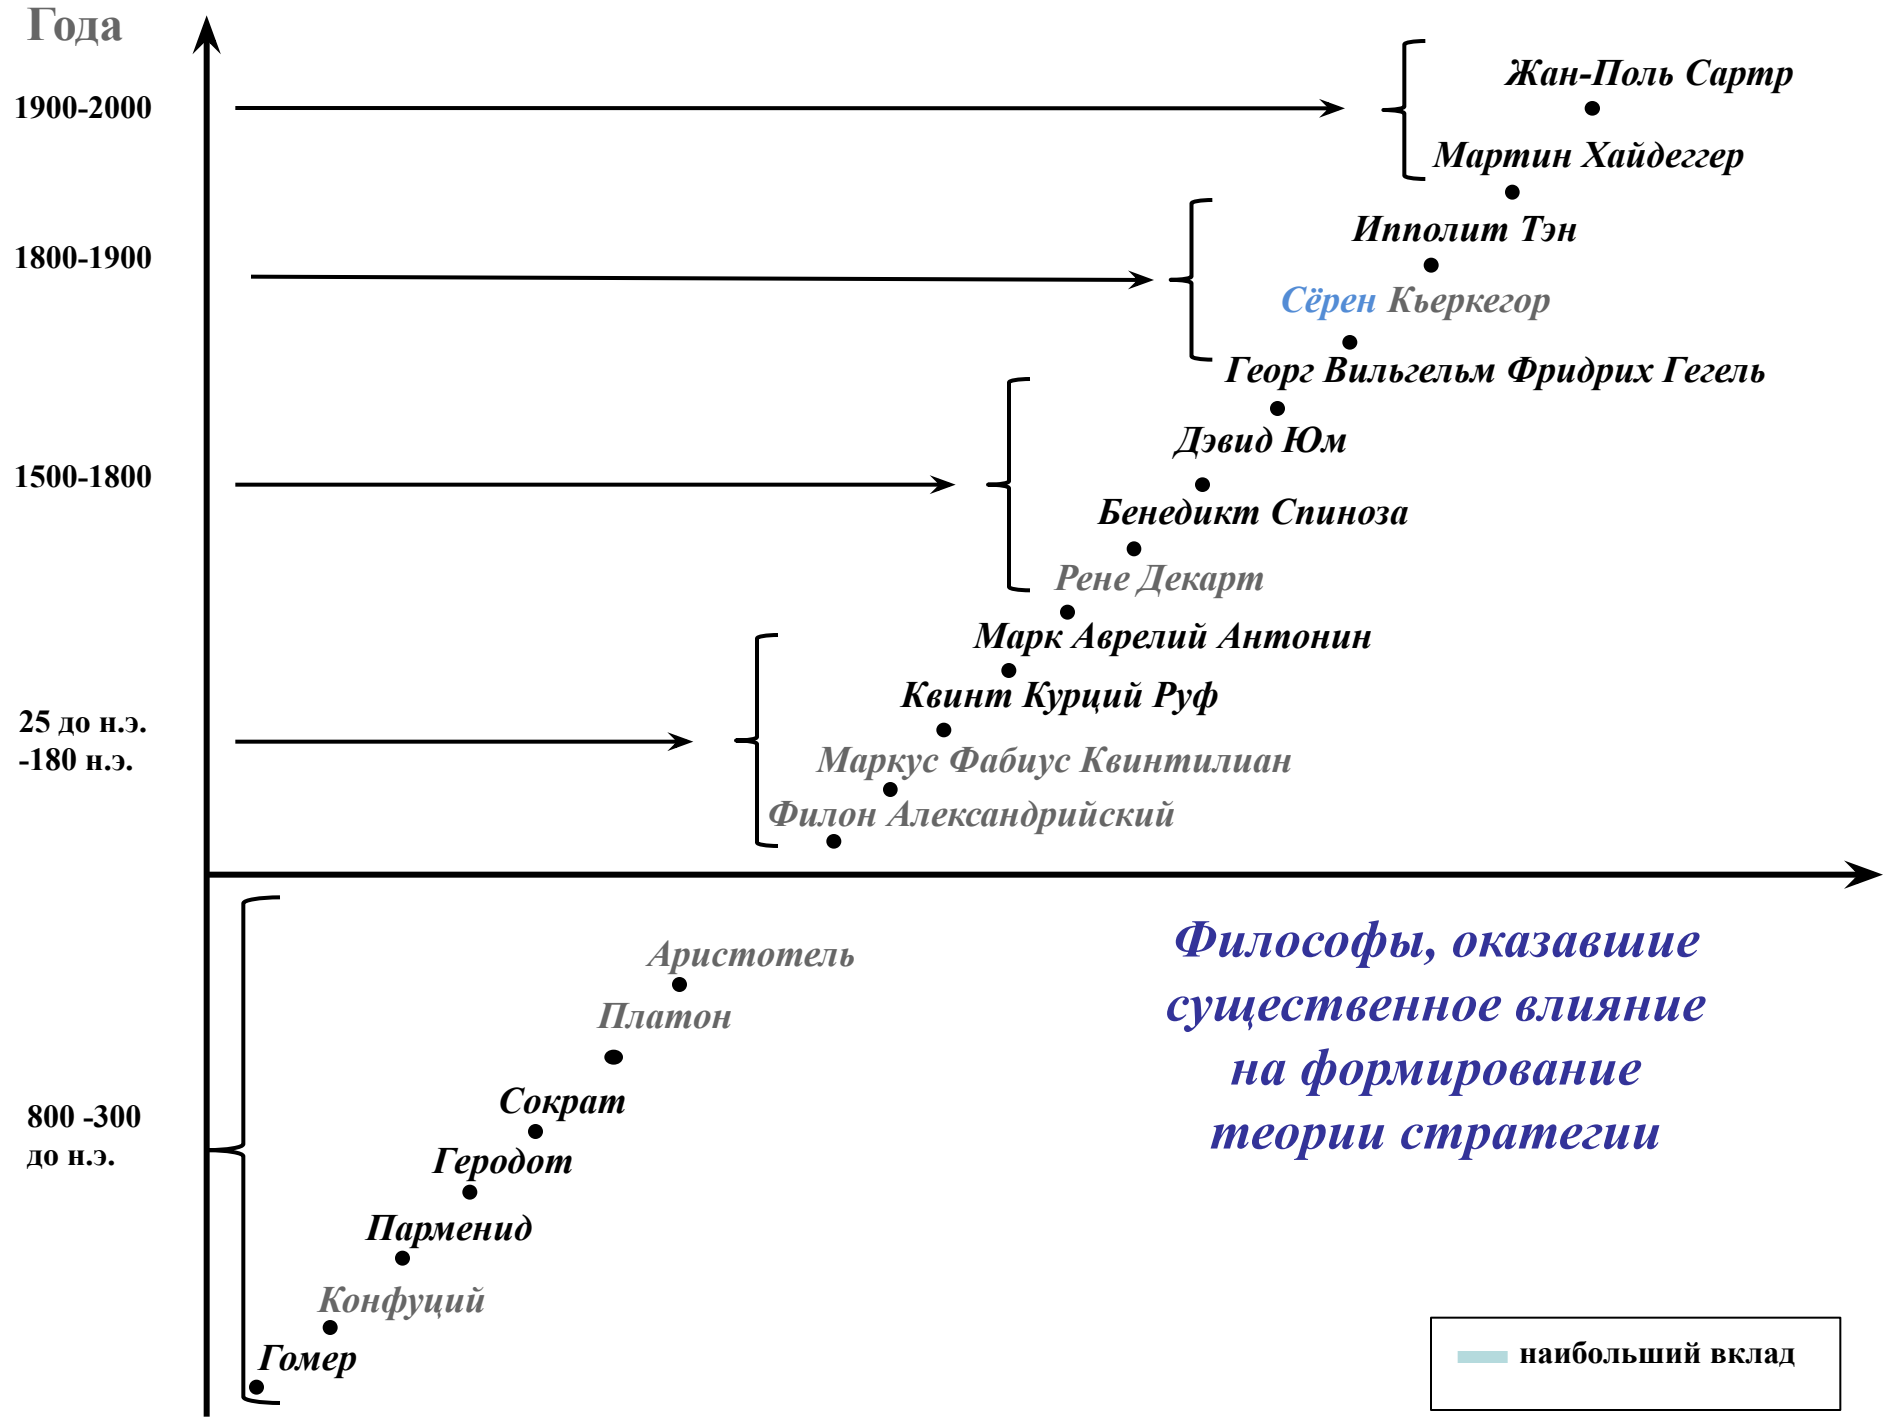 Года
1900-2000
Жан-Поль Сартр
Мартин Хайдеггер
1800-1900
Ипполит Тэн
Сёрен Кьеркегор
Георг Вильгельм Фридрих Гегель
1500-1800
Дэвид Юм
Бенедикт Спиноза
Рене Декарт
25 до н.э.
-180 н.э.
Марк Аврелий Антонин
Квинт Курций Руф
Маркус Фабиус Квинтилиан
Филон Александрийский
800 -300
до н.э.
Аристотель
Платон
Сократ
Геродот
Парменид
Конфуций
Гомер
Философы, оказавшие
существенное влияние
на формирование
теории стратегии
наибольший вклад